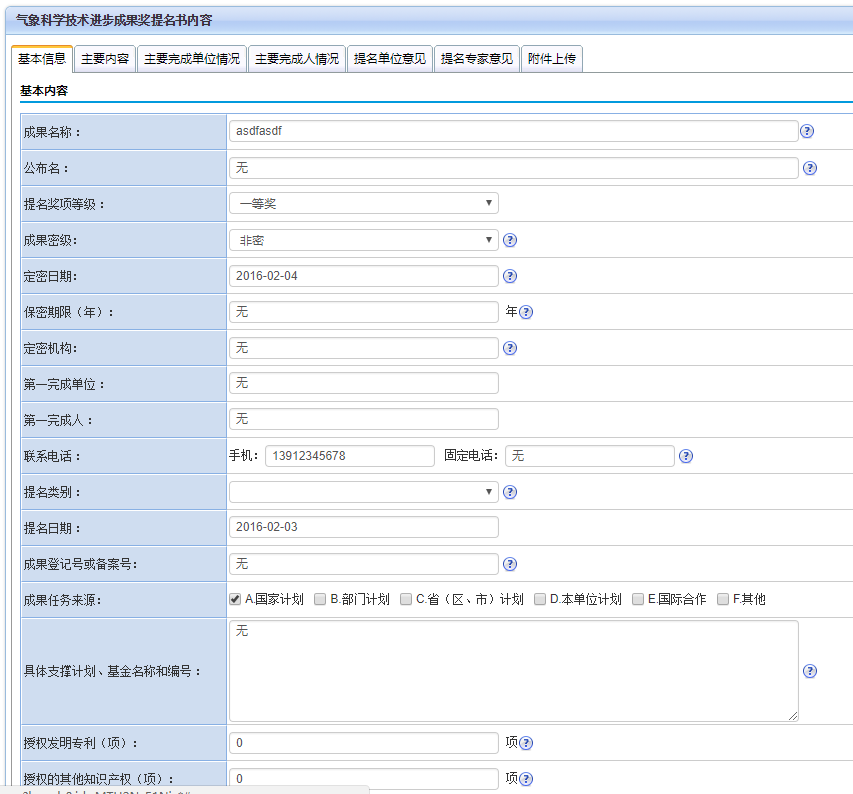 气象科学技术进步成果奖提名书内容
基本信息 主要内容 主要完成单位情况 主要完成人情况 提名单位意见 提名专家意见 附件上传
基本内容
成果名称： asdfasdf ?
公布名： 无 ?
提名奖项等级： 一等奖
成果密级： 非密 ?
定密日期： 2016-02-04 ?
保密期限（年）： 无 年 ?
定密机构： 无 ?
第一完成单位： 无
第一完成人： 无
联系电话： 手机： 13912345678 固定电话： 无 ?
提名类别： ?
提名日期： 2016-02-03
成果登记号或备案号： 无 ?
成果任务来源： A.国家计划 B.部门计划 C.省（区、市）计划 D.本单位计划 E.国际合作 F.其他
具体支撑计划、基金名称和编号： 无 ?
授权发明专利（项）： 0 项 ?
授权的其他知识产权（项）： 0 项 ?